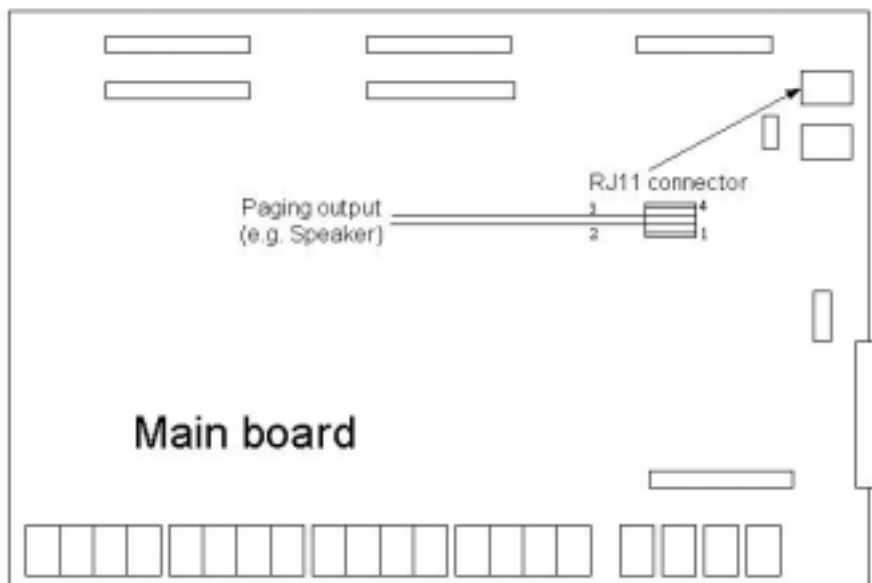 RJ11 connector
Paging output
(e.g. Speaker)
3
4
2
1
Main board